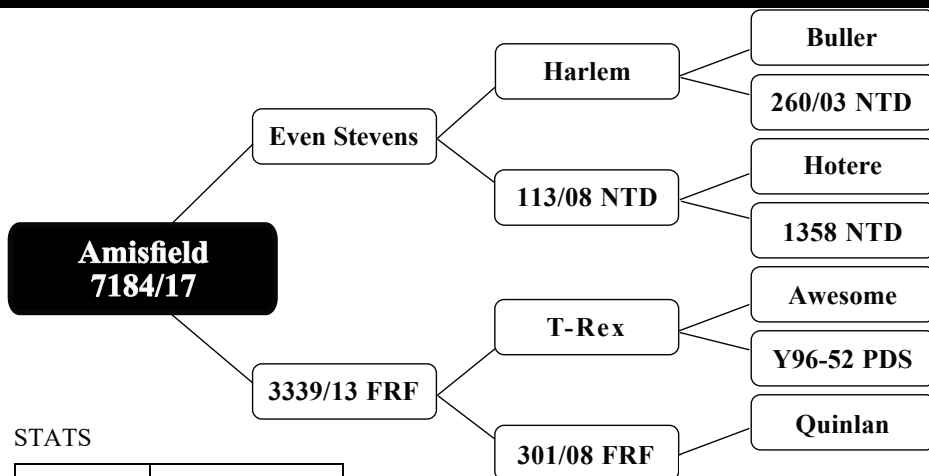 Buller
Harlem
260/03 NTD
Even Stevens
Hotere
113/08 NTD
1358 NTD
Amisfield
7184/17
Awesome
T-Rex
Y96-52 PDS
3339/13 FRF
Quinlan
301/08 FRF
STATS